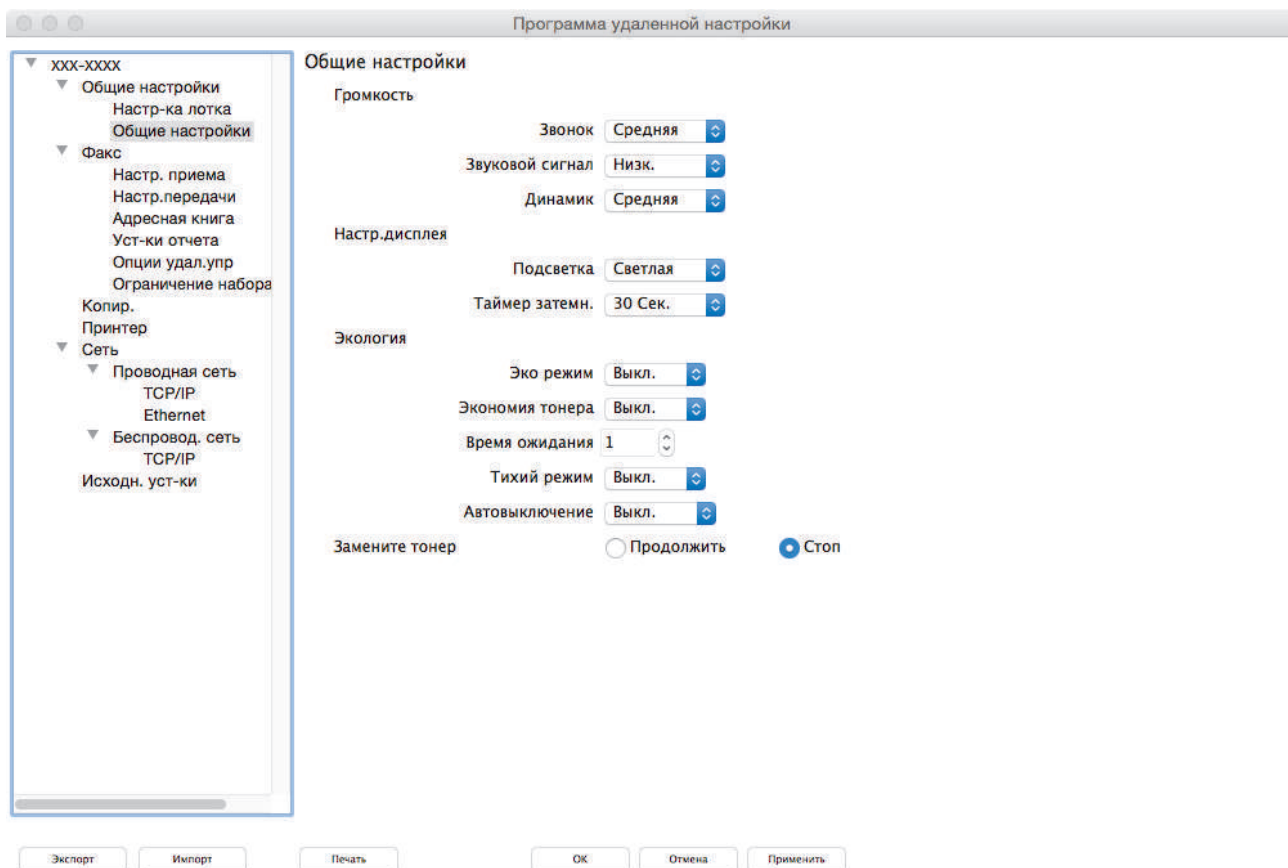 Программа удаленной настройки
XXX-XXXX
Общие настройки
Настр-ка лотка
Общие настройки
Факс
Настр. приема
Настр.передачи
Адресная книга
Уст-ки отчета
Опции удал.упр
Ограничение набора
Копир.
Принтер
Сеть
Проводная сеть
TCP/IP
Ethernet
Беспровод. сеть
TCP/IP
Исходн. уст-ки
Общие настройки
Громкость
Звонок Средняя
Звуковой сигнал Низк.
Динамик Средняя
Настр.дисплея
Подсветка Светлая
Таймер затемн. 30 Сек.
Экология
Эко режим Выкл.
Экономия тонера Выкл.
Время ожидания 1
Тихий режим Выкл.
Автовыключение Выкл.
Замените тонер Продолжить Стоп
Экспорт Импорт Печать OK Отмена Применить